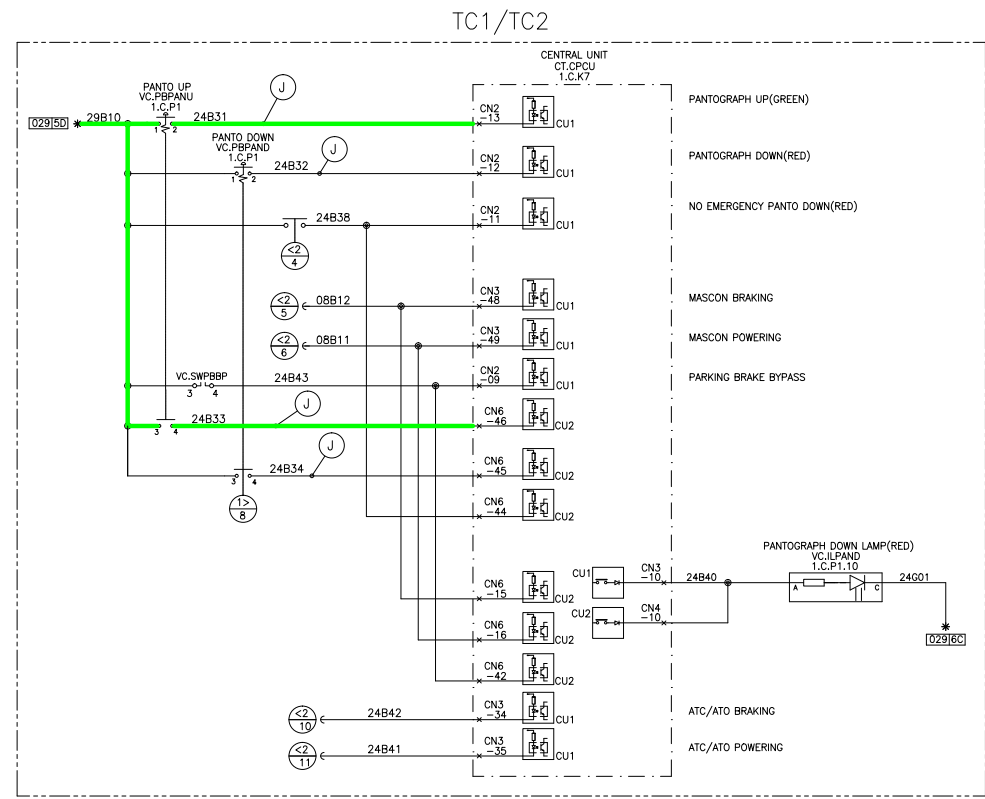 TC1/TC2
CENTRAL UNIT
CT.CPCU
1.C.K7
PANTO UP
VC.PBPANU
1.C.P1
J
029 5D
29B10
1 2
24B31
CN2
-13
CU1
PANTOGRAPH UP(GREEN)
PANTO DOWN
VC.PBPAND
1.C.P1
1 2
24B32
J
CN2
-12
CU1
PANTOGRAPH DOWN(RED)
24B38
<2
4
CN2
-11
CU1
NO EMERGENCY PANTO DOWN(RED)
<2
5
08B12
CN3
-48
CU1
MASCON BRAKING
<2
6
08B11
CN3
-49
CU1
MASCON POWERING
VC.SWPBBP
3 4
24B43
CN2
-09
CU1
PARKING BRAKE BYPASS
3 4
24B33
J
CN6
-46
CU2
3 4
24B34
J
CN6
-45
CU2
1>
8
CN6
-44
CU2
PANTOGRAPH DOWN LAMP(RED)
VC.ILPAND
1.C.P1.10
CN6
-15
CU2
CU1
CN3
-10
24B40
A C
24G01
CN6
-16
CU2
CU2
CN4
-10
029 6C
CN6
-42
CU2
<2
10
24B42
CN3
-34
CU1
ATC/ATO BRAKING
<2
11
24B41
CN3
-35
CU1
ATC/ATO POWERING